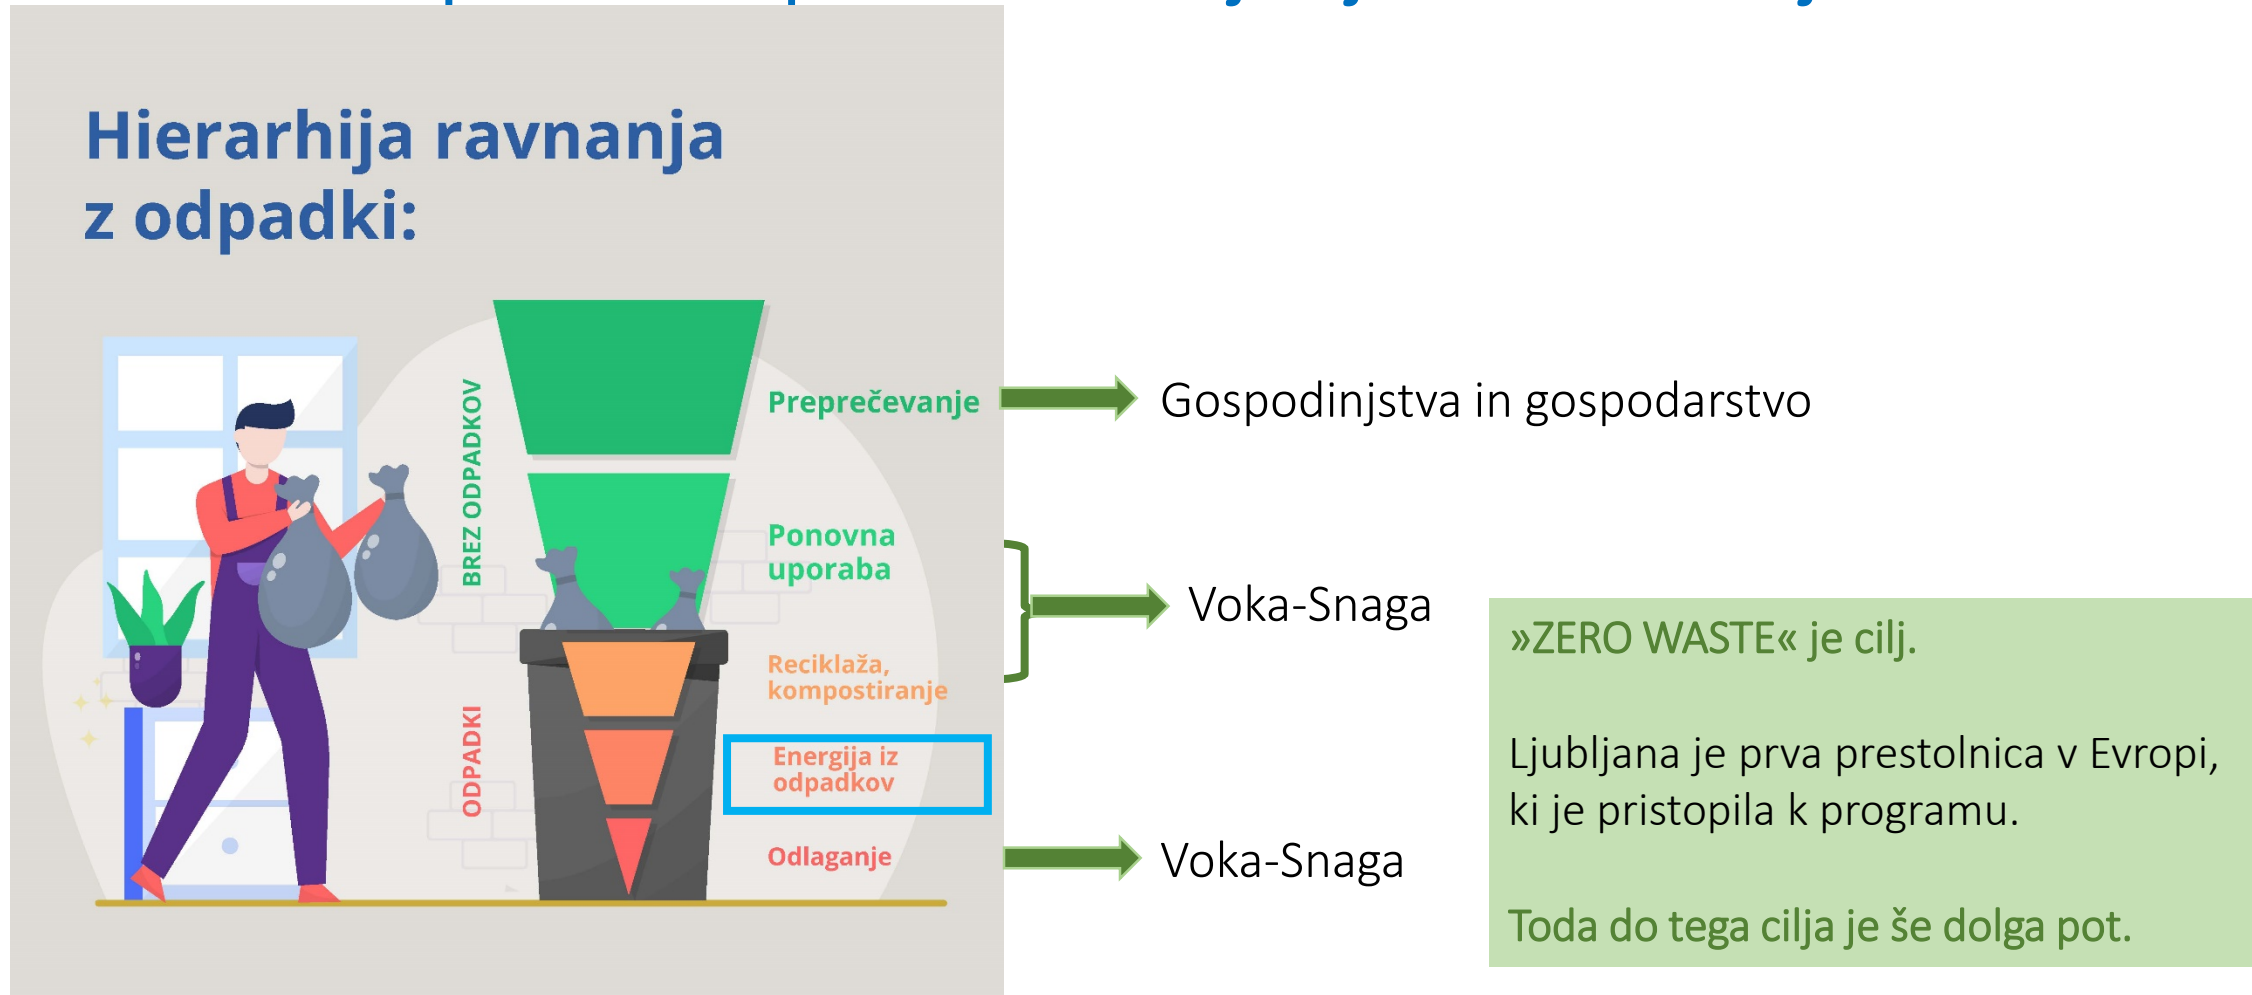 Hierarhija ravnanja
z odpadki:
BREZ ODPADKOV
ODPADKI
Preprečevanje
Ponovna
uporaba
Reciklaža,
kompostiranje
Energija iz
odpadkov
Odlaganje
Gospodinjstva in gospodarstvo
Voka-Snaga
Voka-Snaga
»ZERO WASTE« je cilj.
Ljubljana je prva prestolnica v Evropi,
ki je pristopila k programu.
Toda do tega cilja je še dolga pot.